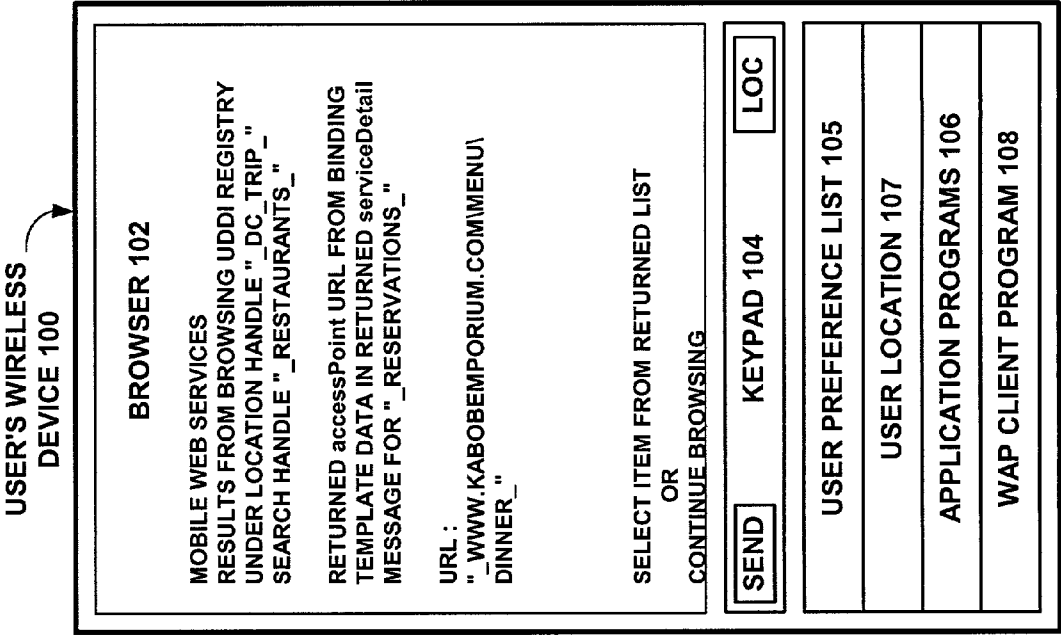 USER'S WIRELESS
DEVICE 100
BROWSER 102
MOBILE WEB SERVICES
RESULTS FROM BROWSING UDDI REGISTRY
UNDER LOCATION HANDLE "_DC_TRIP_"
SEARCH HANDLE "_RESTAURANTS_"
RETURNED accessPoint URL FROM BINDING
TEMPLATE DATA IN RETURNED serviceDetail
MESSAGE FOR "_RESERVATIONS_"
URL :
"_WWW.KABOBEMPORIUM.COM\MENU\
DINNER_"
SELECT ITEM FROM RETURNED LIST
OR
CONTINUE BROWSING
SEND KEYPAD 104 LOC
USER PREFERENCE LIST 105
USER LOCATION 107
APPLICATION PROGRAMS 106
WAP CLIENT PROGRAM 108